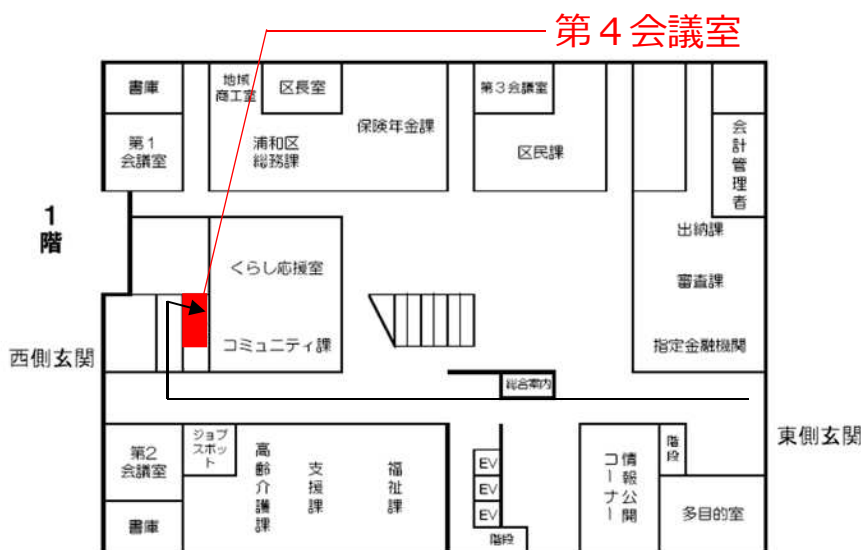 第４会議室
書庫
地域
商工室
区長室
保険年金課
第３会議室
第１
会議室
浦和区
総務課
区民課
会計管理者
1
階
出納課
くらし応援室
審査課
コミュニティ課
指定金融機関
西側玄関
総合案内
東側玄関
第2
会議室
ジョブ
スポッ
ト
高齢介護課
支援課
福祉課
EV
EV
EV
情報公開
コーナー
階段
書庫
階段
多目的室